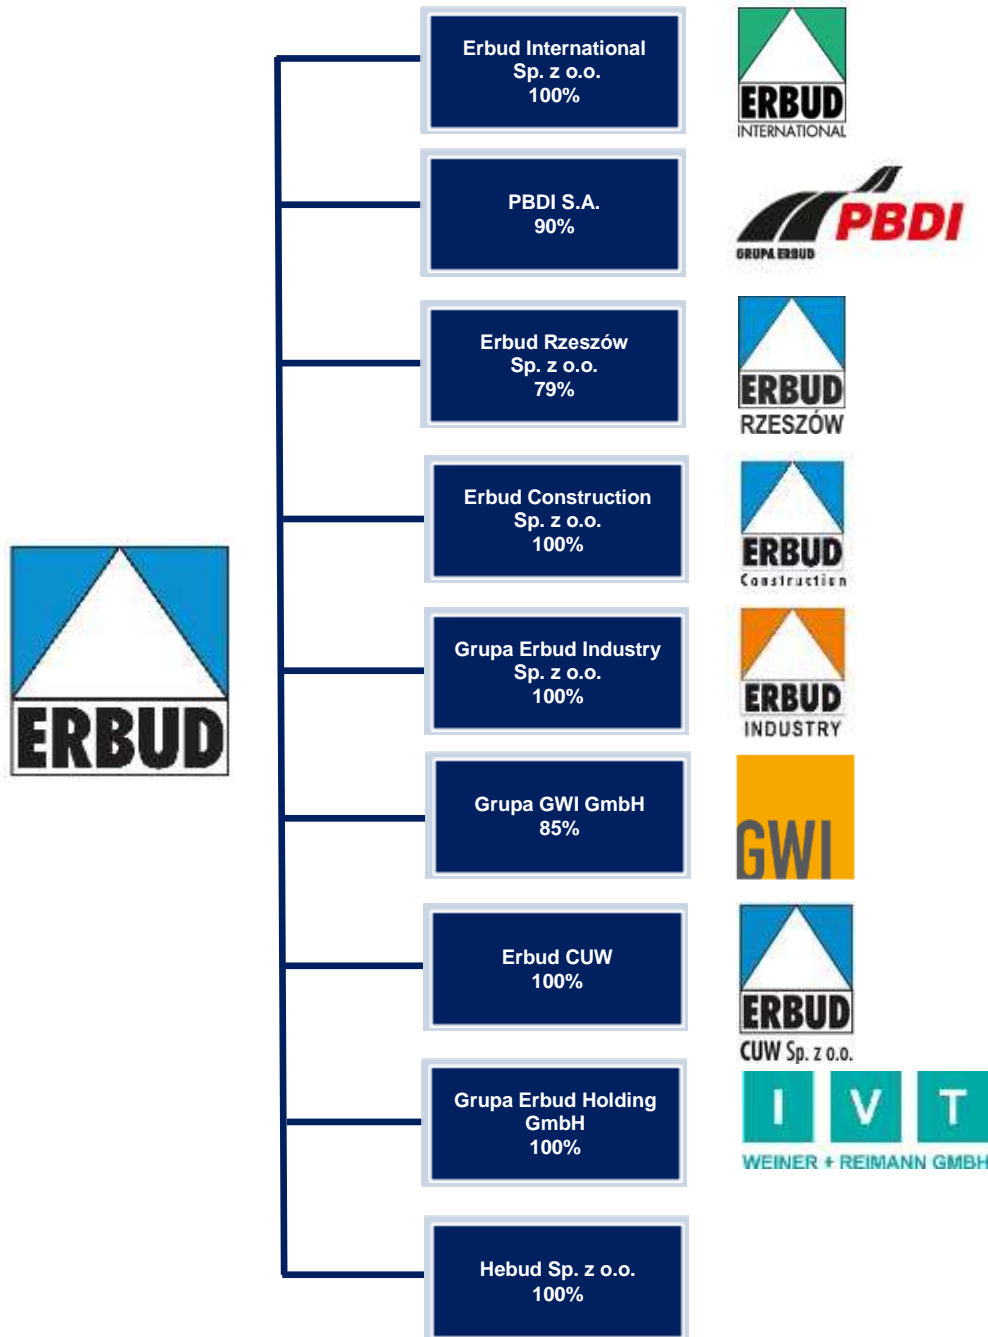 Erbud International
Sp. z o.o.
100%
ERBUD
INTERNATIONAL
PBDI S.A.
90%
PBDI
GRUPA ERBUD
Erbud Rzeszów
Sp. z o.o.
79%
ERBUD
RZESZÓW
Erbud Construction
Sp. z o.o.
100%
ERBUD
Construction
ERBUD
Grupa Erbud Industry
Sp. z o.o.
100%
ERBUD
INDUSTRY
Grupa GWI GmbH
85%
GWI
Erbud CUW
100%
ERBUD
CUW Sp. z o.o.
Grupa Erbud Holding
GmbH
100%
I V T
WEINER + REIMANN GMBH
Hebud Sp. z o.o.
100%